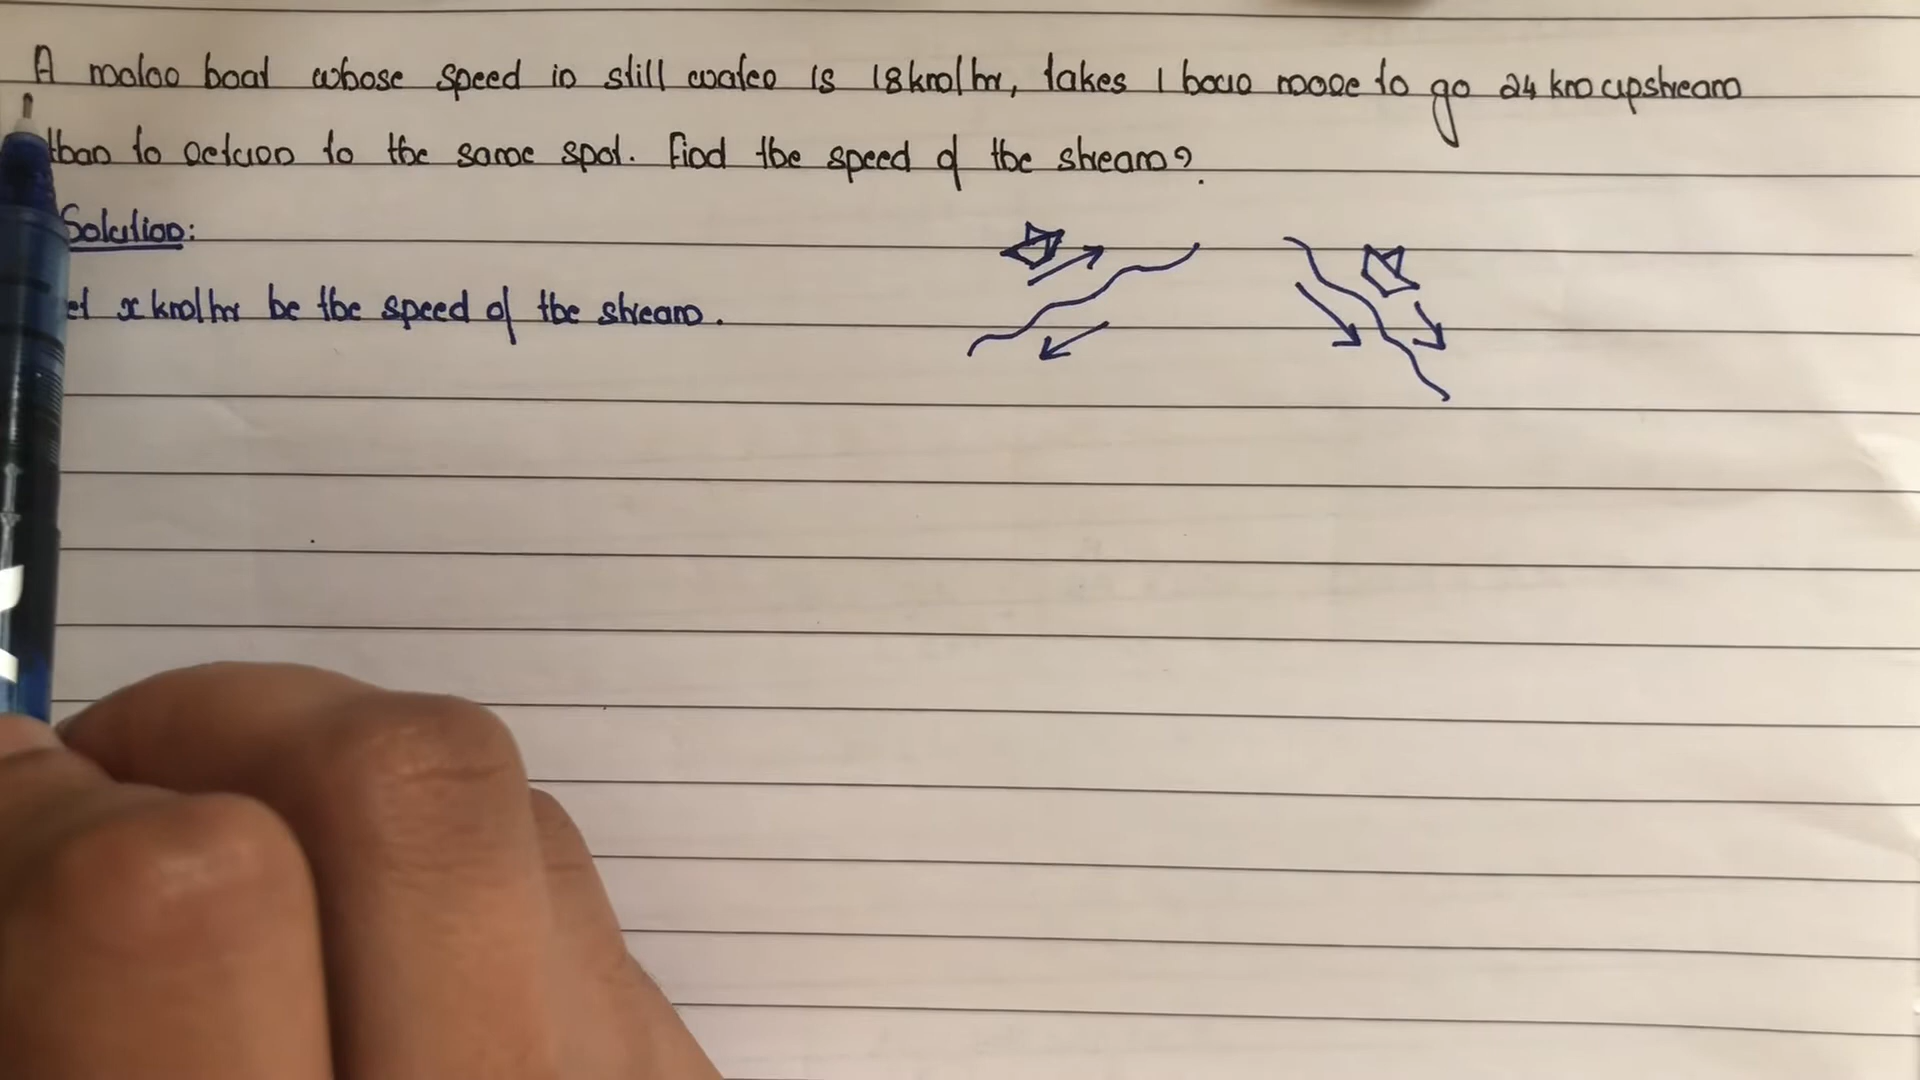 A motor boat whose speed in still water is 18km/hr, takes 1 hour more to go 24 km upstream
than to return to the same spot. Find the speed of the stream?
Solution:
et x km/hr be the speed of the stream.